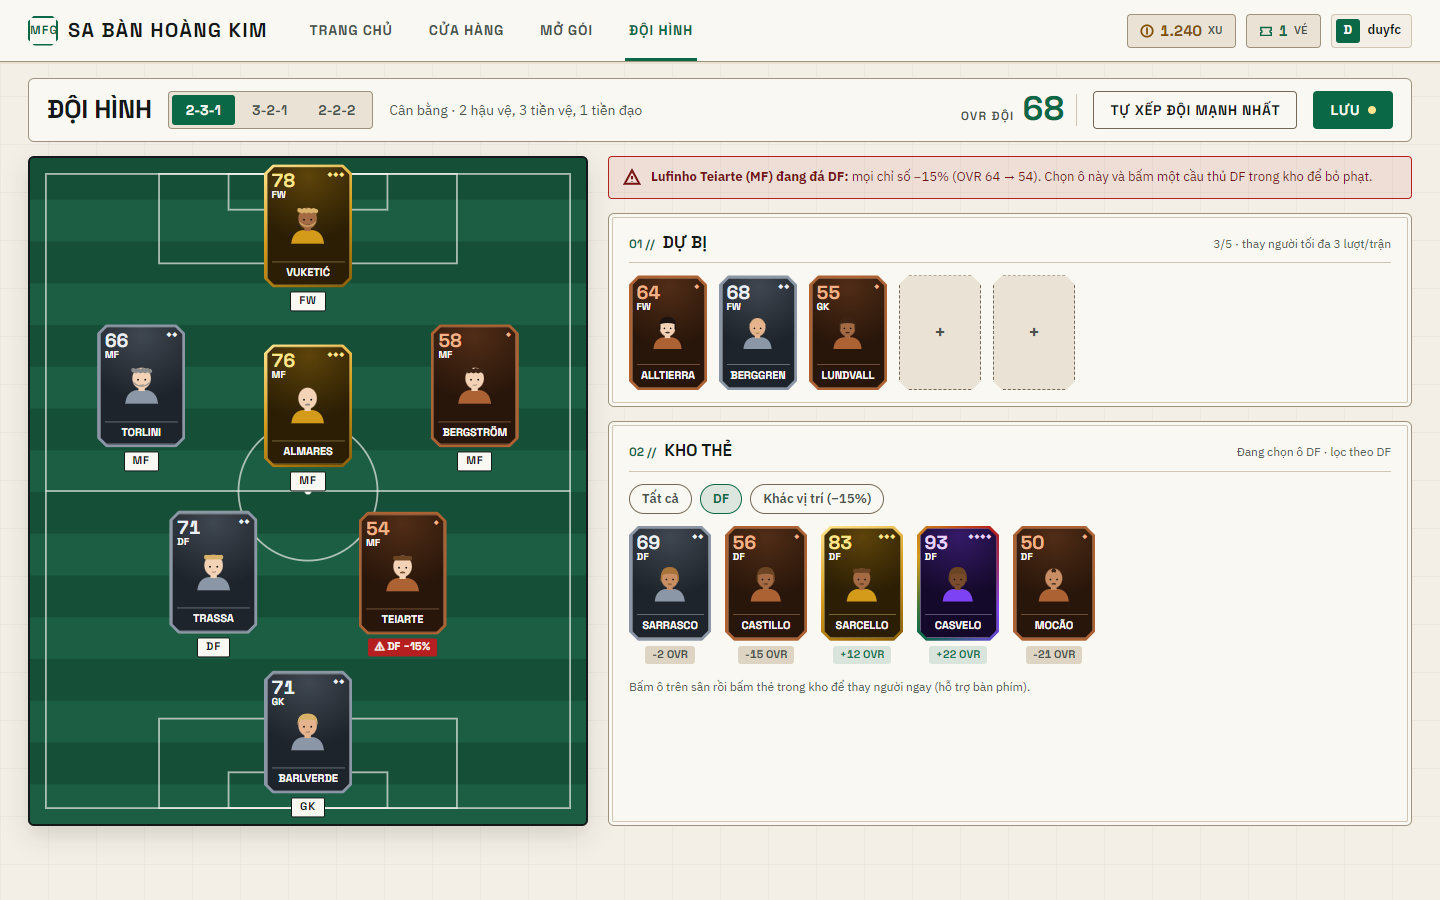 MFG SA BÀN HOÀNG KIM TRANG CHỦ CỬA HÀNG MỞ GÓI ĐỘI HÌNH 1.240 XU 1 VÉ D duyfc
ĐỘI HÌNH 2-3-1 3-2-1 2-2-2 Cân bằng · 2 hậu vệ, 3 tiền vệ, 1 tiền đạo OVR ĐỘI 68 TỰ XẾP ĐỘI MẠNH NHẤT LƯU
78
FW
VUKETIĆ
FW
66
MF
TORLINI
MF
76
MF
ALMARES
MF
58
MF
BERGSTRÖM
MF
71
DF
TRASSA
DF
54
MF
TEIARTE
DF −15%
71
GK
BARLVERDE
GK
Lufinho Teiarte (MF) đang đá DF: mọi chỉ số −15% (OVR 64 → 54). Chọn ô này và bấm một cầu thủ DF trong kho để bỏ phạt.
01 // DỰ BỊ 3/5 · thay người tối đa 3 lượt/trận
64
FW
ALLTIERRA
68
FW
BERGGREN
55
GK
LUNDVALL
+
+
02 // KHO THẺ Đang chọn ô DF · lọc theo DF
Tất cả DF Khác vị trí (−15%)
69
DF
SARRASCO
-2 OVR
56
DF
CASTILLO
-15 OVR
83
DF
SARCELLO
+12 OVR
93
DF
CASVELO
+22 OVR
50
DF
MOCÃO
-21 OVR
Bấm ô trên sân rồi bấm thẻ trong kho để thay người ngay (hỗ trợ bàn phím).